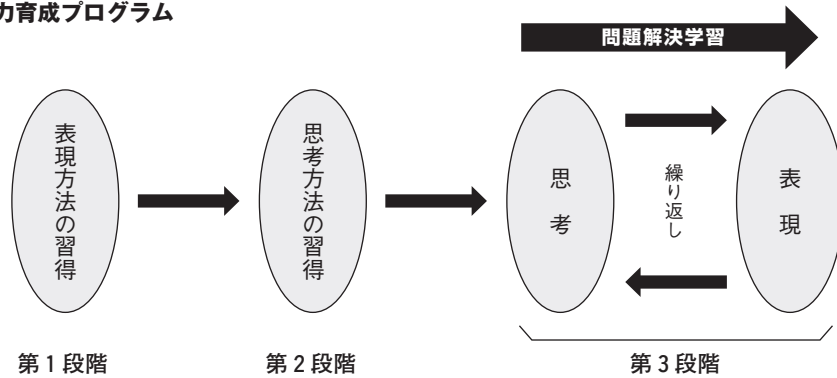 力育成プログラム
問題解決学習
表現方法の習得
思考方法の習得
思考
繰り返し
表現
第1段階
第2段階
第3段階